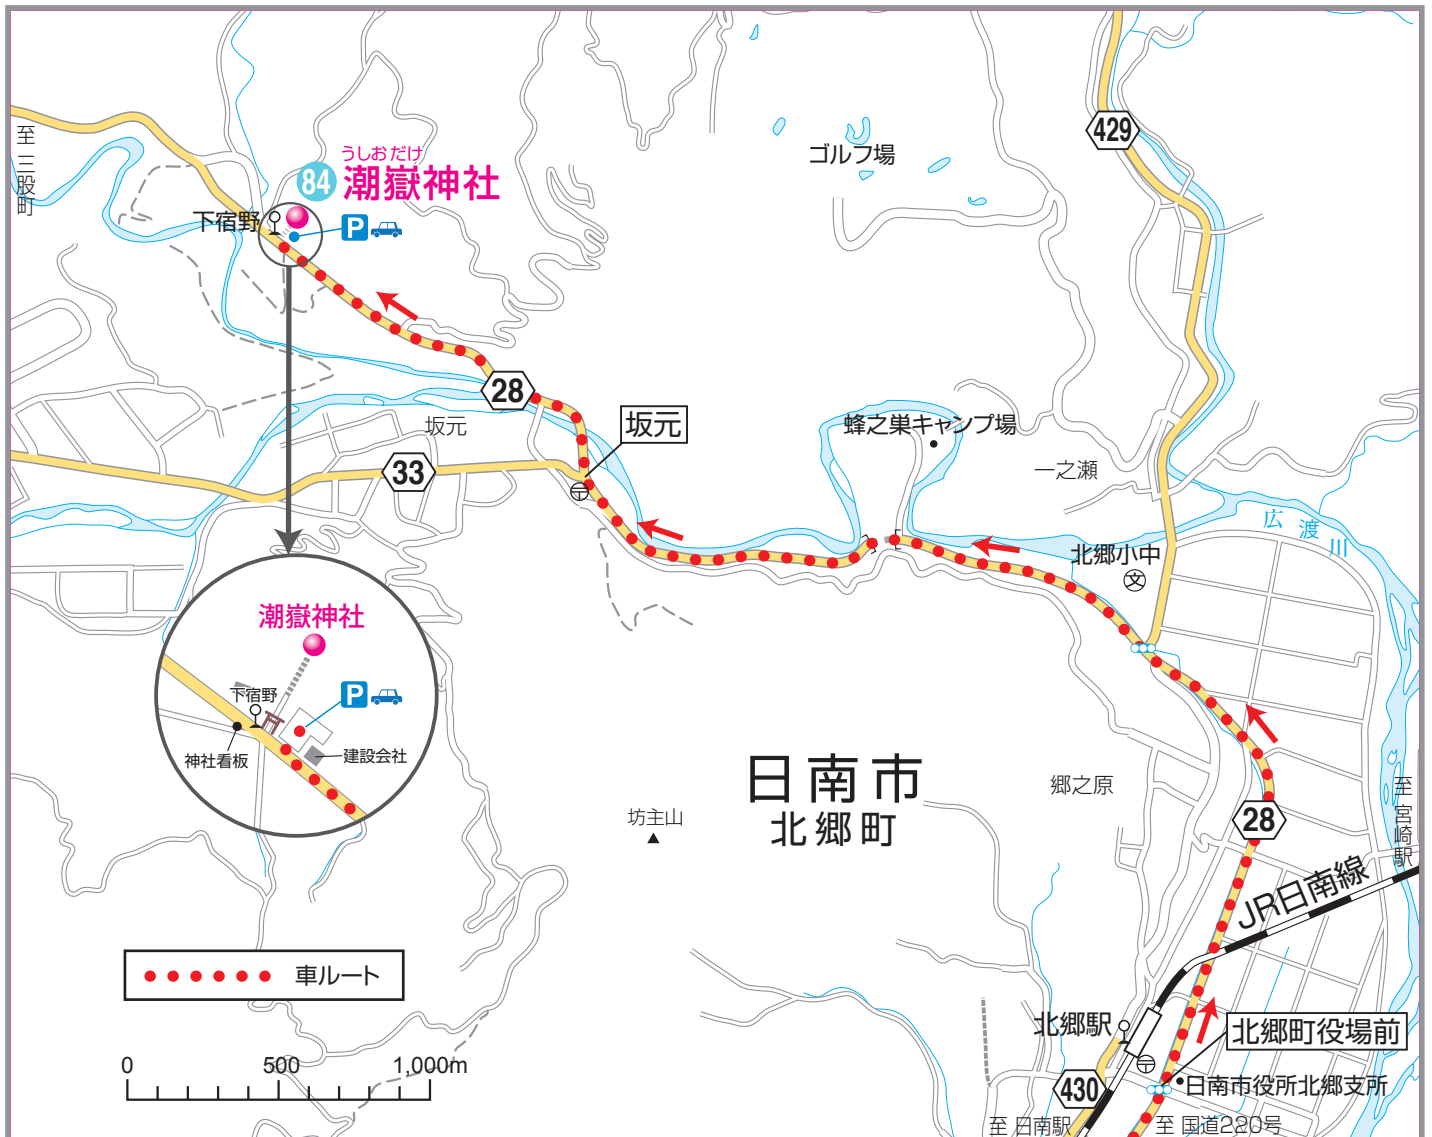 429
至 三股町
うしおだけ
84 潮嶽神社
ゴルフ場
下宿野
P
28
坂元
坂元
蜂之巣キャンプ場
33
一之瀬
広渡川
北郷小中
文
潮嶽神社
下宿野
P
神社看板
建設会社
日南市
北郷町
郷之原
至 宮崎駅
坊主山
28
JR日南線
車ルート
北郷駅
北郷町役場前
0 500 1,000m
430
日南市役所北郷支所
至 日南駅
至 国道220号